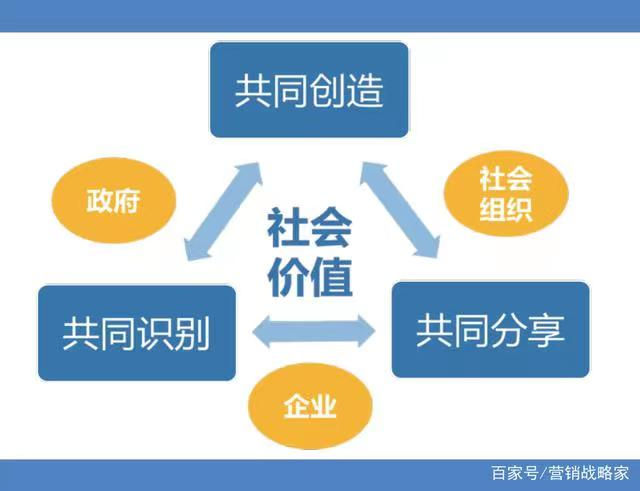 共同创造
政府
社会
组织
社会
价值
共同识别
共同分享
企业
百家号/营销战略家